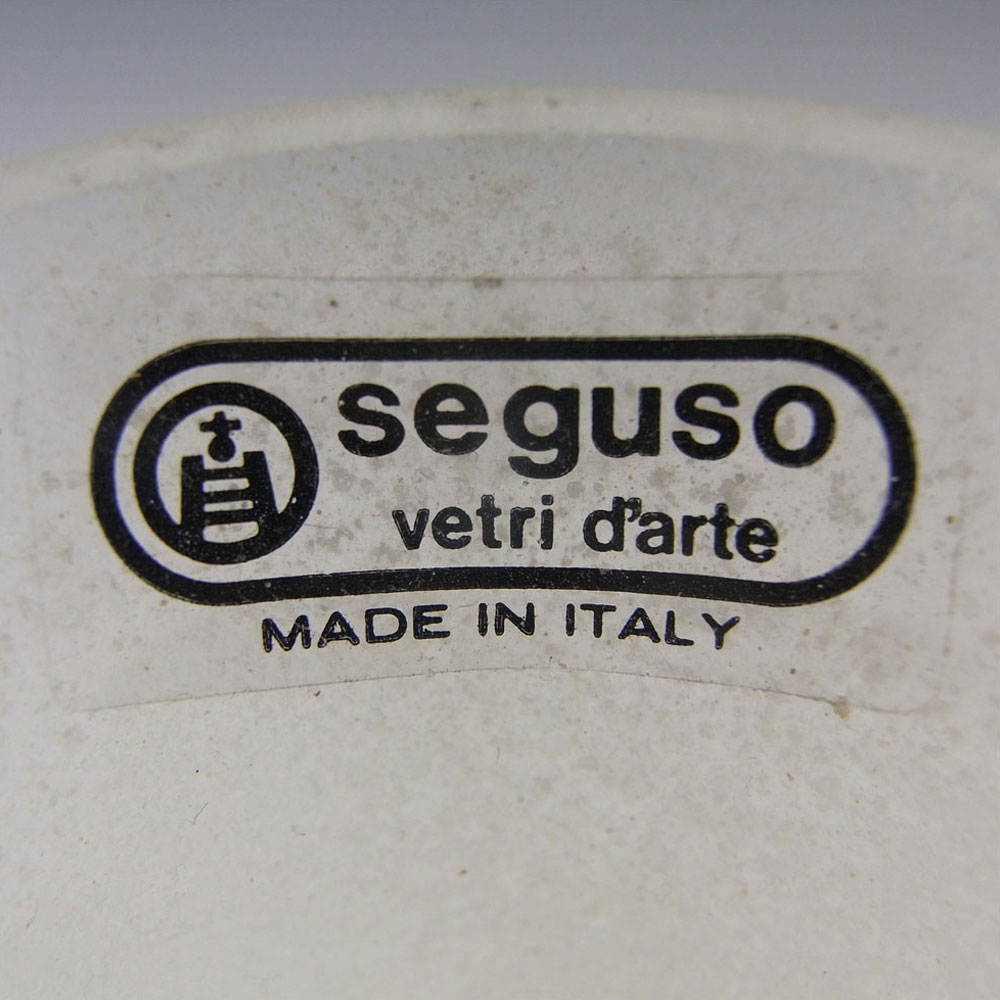 seguso
vetri d'arte
MADE IN ITALY